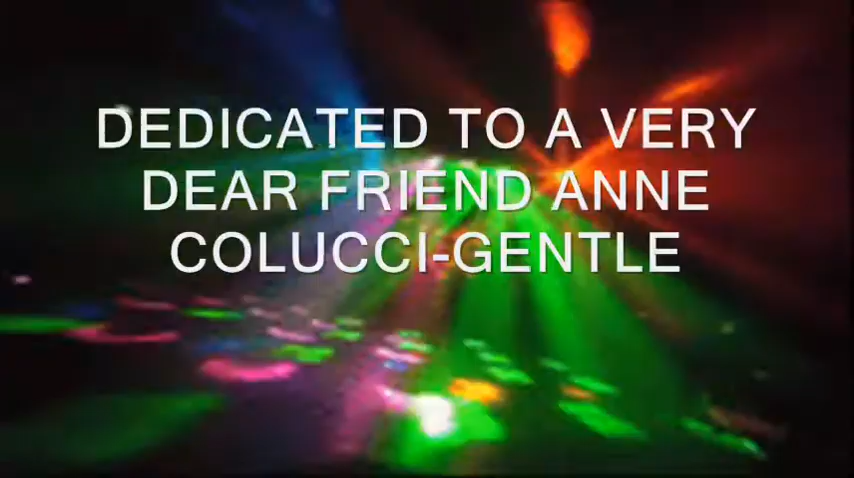 DEDICATED TO A VERY
DEAR FRIEND ANNE
COLUCCI-GENTLE